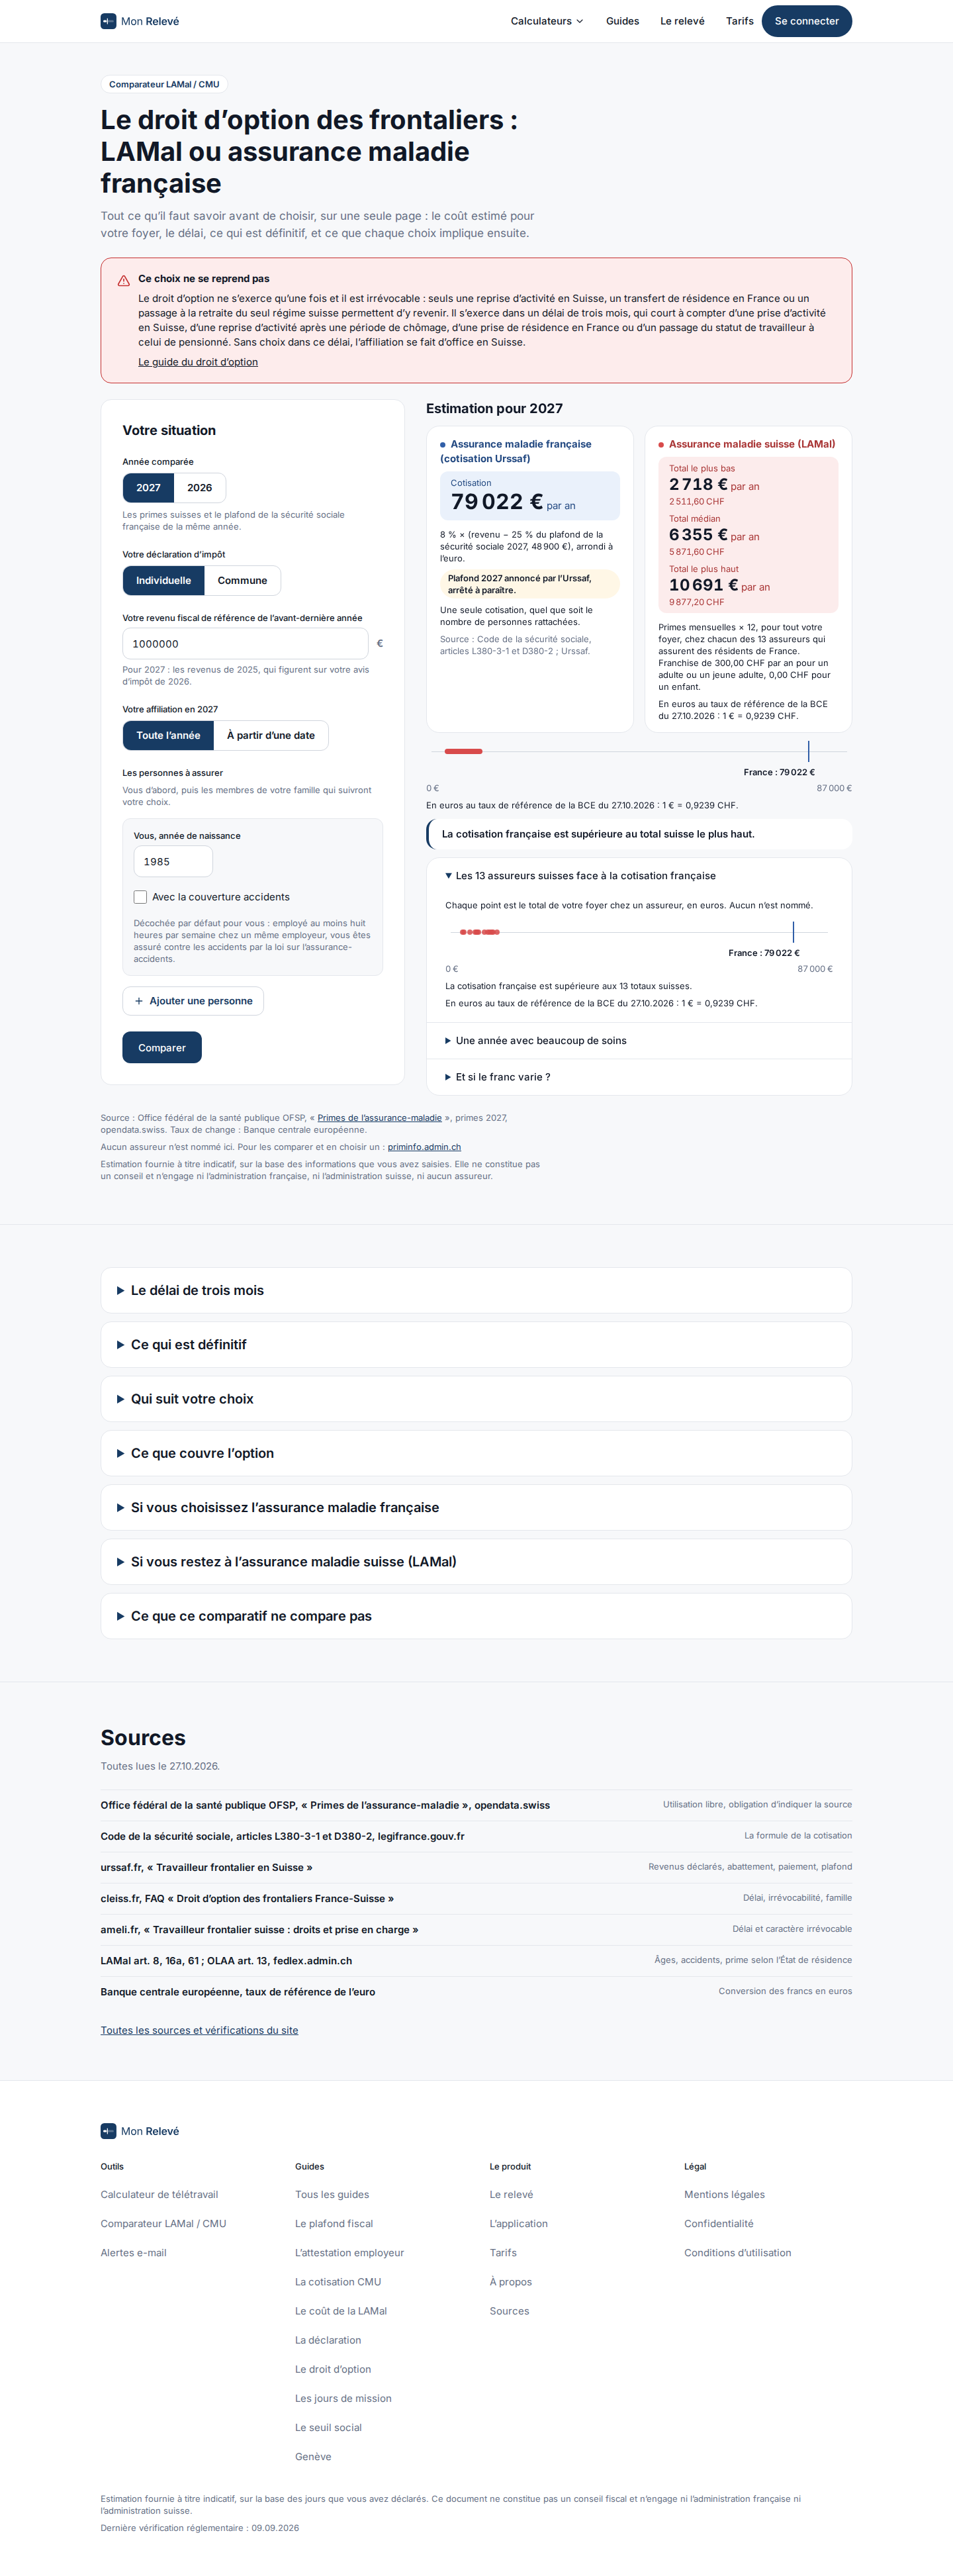 Mon Relevé
Calculateurs
Guides
Le relevé
Tarifs
Se connecter
Comparateur LAMal / CMU
Le droit d’option des frontaliers :
LAMal ou assurance maladie
française
Tout ce qu’il faut savoir avant de choisir, sur une seule page : le coût estimé pour
votre foyer, le délai, ce qui est définitif, et ce que chaque choix implique ensuite.
Ce choix ne se reprend pas
Le droit d’option ne s’exerce qu’une fois et il est irrévocable : seuls une reprise d’activité en Suisse, un transfert de résidence en France ou un
passage à la retraite du seul régime suisse permettent d’y revenir. Il s’exerce dans un délai de trois mois, qui court à compter d’une prise d’activité
en Suisse, d’une reprise d’activité après une période de chômage, d’une prise de résidence en France ou d’un passage du statut de travailleur à
celui de pensionné. Sans choix dans ce délai, l’affiliation se fait d’office en Suisse.
Le guide du droit d’option
Votre situation
Année comparée
2027
2026
Les primes suisses et le plafond de la sécurité sociale
française de la même année.
Votre déclaration d’impôt
Individuelle
Commune
Votre revenu fiscal de référence de l’avant-dernière année
1000000
€
Pour 2027 : les revenus de 2025, qui figurent sur votre avis
d’impôt de 2026.
Votre affiliation en 2027
Toute l’année
À partir d’une date
Les personnes à assurer
Vous d’abord, puis les membres de votre famille qui suivront
votre choix.
Vous, année de naissance
1985
Avec la couverture accidents
Décochée par défaut pour vous : employé au moins huit
heures par semaine chez un même employeur, vous êtes
assuré contre les accidents par la loi sur l’assurance-
accidents.
Ajouter une personne
Comparer
Estimation pour 2027
Assurance maladie française
(cotisation Urssaf)
Cotisation
79 022 € par an
8 % × (revenu − 25 % du plafond de la
sécurité sociale 2027, 48 900 €), arrondi à
l’euro.
Plafond 2027 annoncé par l’Urssaf,
arrêté à paraître.
Une seule cotisation, quel que soit le
nombre de personnes rattachées.
Source : Code de la sécurité sociale,
articles L380-3-1 et D380-2 ; Urssaf.
Assurance maladie suisse (LAMal)
Total le plus bas
2 718 € par an
2 511,60 CHF
Total médian
6 355 € par an
5 871,60 CHF
Total le plus haut
10 691 € par an
9 877,20 CHF
Primes mensuelles × 12, pour tout votre
foyer, chez chacun des 13 assureurs qui
assurent des résidents de France.
Franchise de 300,00 CHF par an pour un
adulte ou un jeune adulte, 0,00 CHF pour
un enfant.
En euros au taux de référence de la BCE
du 27.10.2026 : 1 € = 0,9239 CHF.
France : 79 022 €
0 €
87 000 €
En euros au taux de référence de la BCE du 27.10.2026 : 1 € = 0,9239 CHF.
La cotisation française est supérieure au total suisse le plus haut.
Les 13 assureurs suisses face à la cotisation française
Chaque point est le total de votre foyer chez un assureur, en euros. Aucun n’est nommé.
France : 79 022 €
0 €
87 000 €
La cotisation française est supérieure aux 13 totaux suisses.
En euros au taux de référence de la BCE du 27.10.2026 : 1 € = 0,9239 CHF.
Une année avec beaucoup de soins
Et si le franc varie ?
Source : Office fédéral de la santé publique OFSP, « Primes de l’assurance-maladie », primes 2027,
opendata.swiss. Taux de change : Banque centrale européenne.
Aucun assureur n’est nommé ici. Pour les comparer et en choisir un : priminfo.admin.ch
Estimation fournie à titre indicatif, sur la base des informations que vous avez saisies. Elle ne constitue pas
un conseil et n’engage ni l’administration française, ni l’administration suisse, ni aucun assureur.
Le délai de trois mois
Ce qui est définitif
Qui suit votre choix
Ce que couvre l’option
Si vous choisissez l’assurance maladie française
Si vous restez à l’assurance maladie suisse (LAMal)
Ce que ce comparatif ne compare pas
Sources
Toutes lues le 27.10.2026.
Office fédéral de la santé publique OFSP, « Primes de l’assurance-maladie », opendata.swiss
Utilisation libre, obligation d’indiquer la source
Code de la sécurité sociale, articles L380-3-1 et D380-2, legifrance.gouv.fr
La formule de la cotisation
urssaf.fr, « Travailleur frontalier en Suisse »
Revenus déclarés, abattement, paiement, plafond
cleiss.fr, FAQ « Droit d’option des frontaliers France-Suisse »
Délai, irrévocabilité, famille
ameli.fr, « Travailleur frontalier suisse : droits et prise en charge »
Délai et caractère irrévocable
LAMal art. 8, 16a, 61 ; OLAA art. 13, fedlex.admin.ch
Âges, accidents, prime selon l’État de résidence
Banque centrale européenne, taux de référence de l’euro
Conversion des francs en euros
Toutes les sources et vérifications du site
Mon Relevé
Outils
Calculateur de télétravail
Comparateur LAMal / CMU
Alertes e-mail
Guides
Tous les guides
Le plafond fiscal
L’attestation employeur
La cotisation CMU
Le coût de la LAMal
La déclaration
Le droit d’option
Les jours de mission
Le seuil social
Genève
Le produit
Le relevé
L’application
Tarifs
À propos
Sources
Légal
Mentions légales
Confidentialité
Conditions d’utilisation
Estimation fournie à titre indicatif, sur la base des jours que vous avez déclarés. Ce document ne constitue pas un conseil fiscal et n’engage ni l’administration française ni
l’administration suisse.
Dernière vérification réglementaire : 09.09.2026